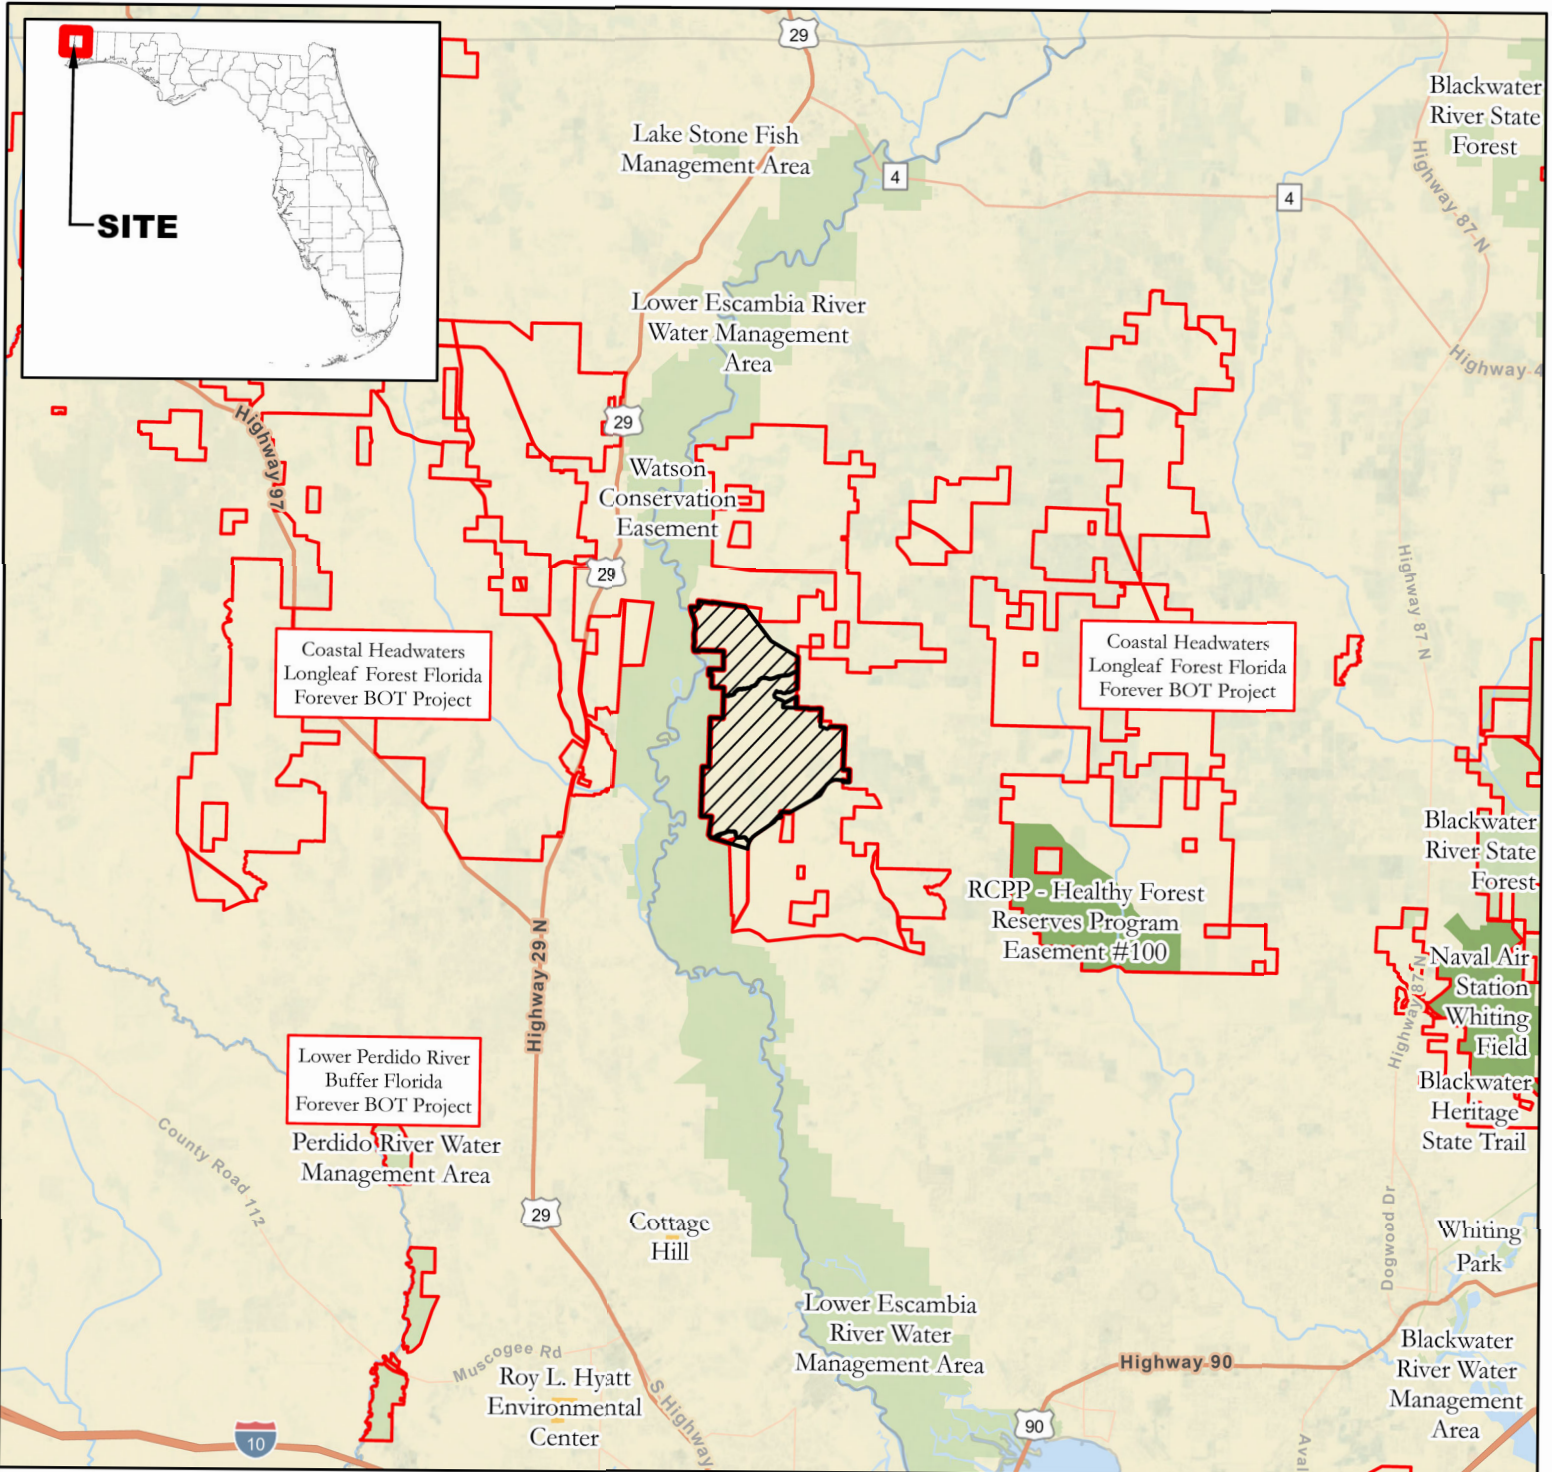 SITE
29
Lake Stone Fish
Management Area
4
4
Blackwater
River State
Forest
Highway 87 N
Highway 4
Lower Escambia River
Water Management
Area
29
Highway 97
Watson
Conservation
Easement
29
Highway 87 N
Coastal Headwaters
Longleaf Forest Florida
Forever BOT Project
Coastal Headwaters
Longleaf Forest Florida
Forever BOT Project
Blackwater
River State
Forest
RCPP - Healthy Forest
Reserves Program
Easement #100
Highway 29 N
Highway 87 N
Naval Air
Station
Whiting
Field
Blackwater
Heritage
State Trail
Lower Perdido River
Buffer Florida
Forever BOT Project
Perdido River Water
Management Area
County Road 112
29
Cottage
Hill
Dogwood Dr
Whiting
Park
Lower Escambia
River Water
Management Area
Highway 90
Blackwater
River Water
Management
Area
Muscogee Rd
Roy L. Hyatt
Environmental
Center
S Highway
10
90
Aval